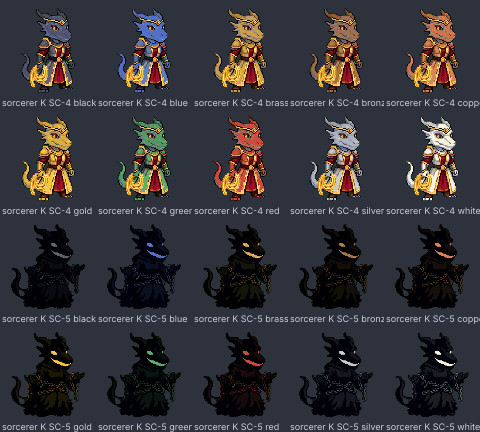 sorcerer K SC-4 black sorcerer K SC-4 blue sorcerer K SC-4 brass sorcerer K SC-4 bronz sorcerer K SC-4 coppe
sorcerer K SC-4 gold sorcerer K SC-4 greer sorcerer K SC-4 red sorcerer K SC-4 silver sorcerer K SC-4 white
sorcerer K SC-5 black sorcerer K SC-5 blue sorcerer K SC-5 brass sorcerer K SC-5 bronz sorcerer K SC-5 coppe
sorcerer K SC-5 gold sorcerer K SC-5 greer sorcerer K SC-5 red sorcerer K SC-5 silver sorcerer K SC-5 white